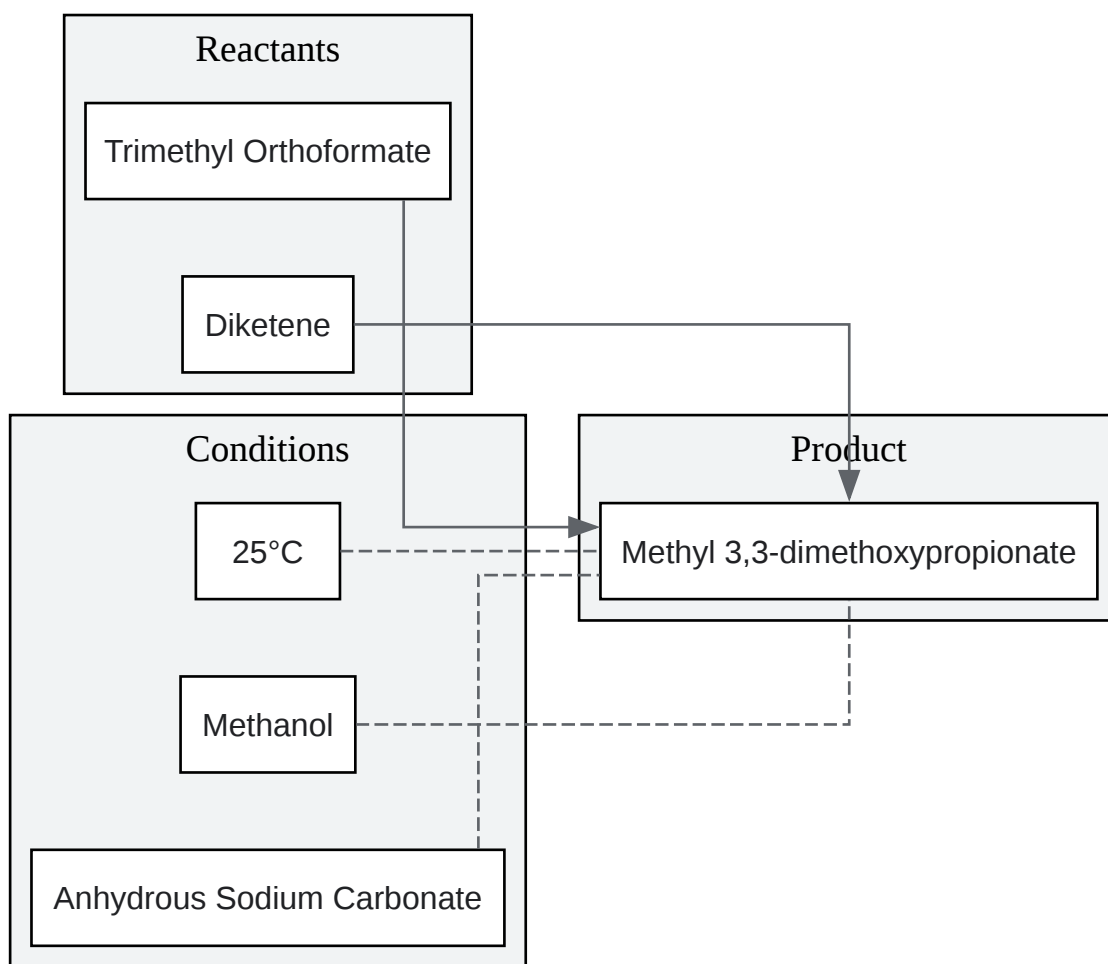 Reactants
Trimethyl Orthoformate
Diketene
Conditions
25°C
Methanol
Anhydrous Sodium Carbonate
Product
Methyl 3,3-dimethoxypropionate